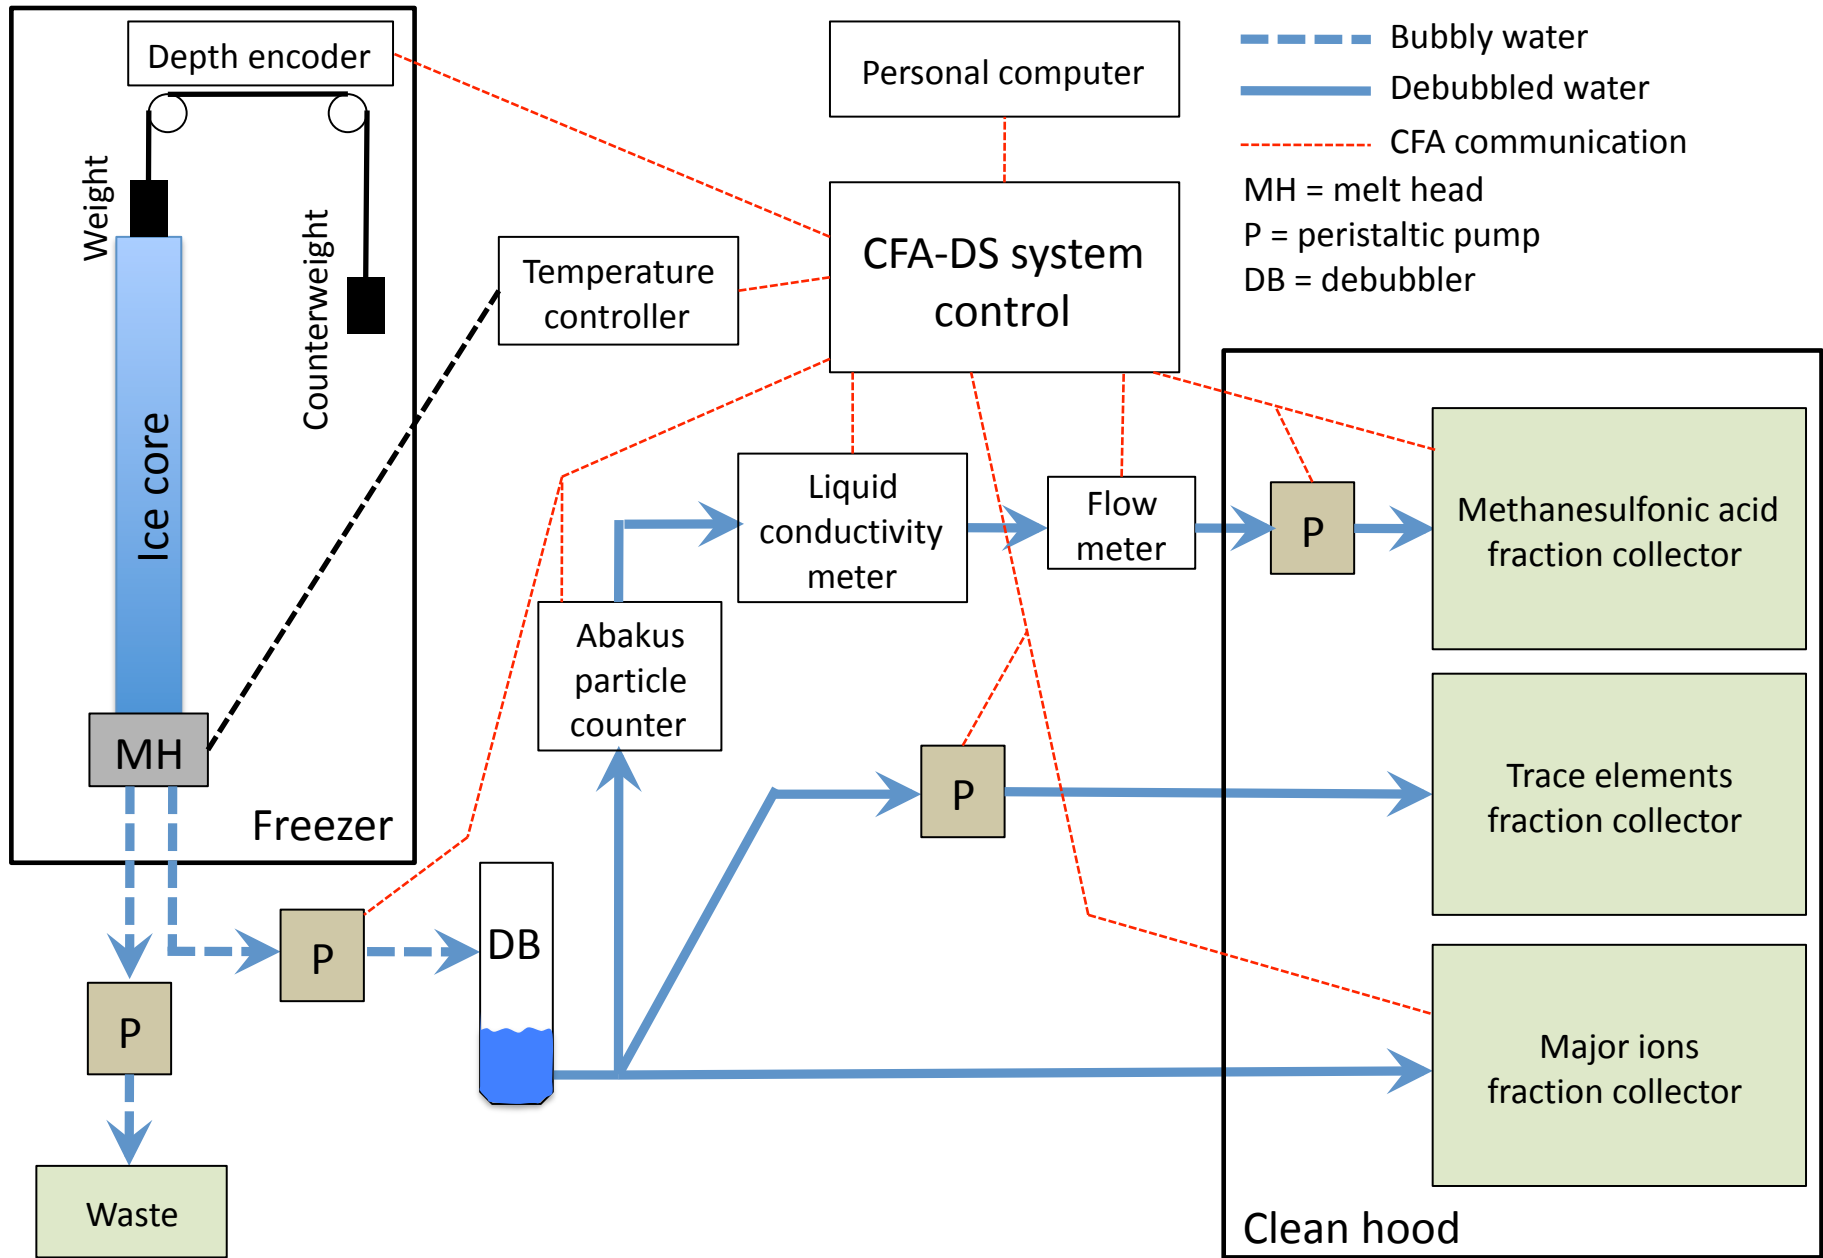 Depth encoder
Weight
Counterweight
Ice core
MH
Freezer
Personal computer
CFA-DS system
control
Temperature
controller
Bubbly water
Debubbled water
CFA communication
MH = melt head
P = peristaltic pump
DB = debubbler
Liquid
conductivity
meter
Flow
meter
P
Methanesulfonic acid
fraction collector
Abakus
particle
counter
P
Trace elements
fraction collector
P
DB
P
Major ions
fraction collector
Waste
Clean hood